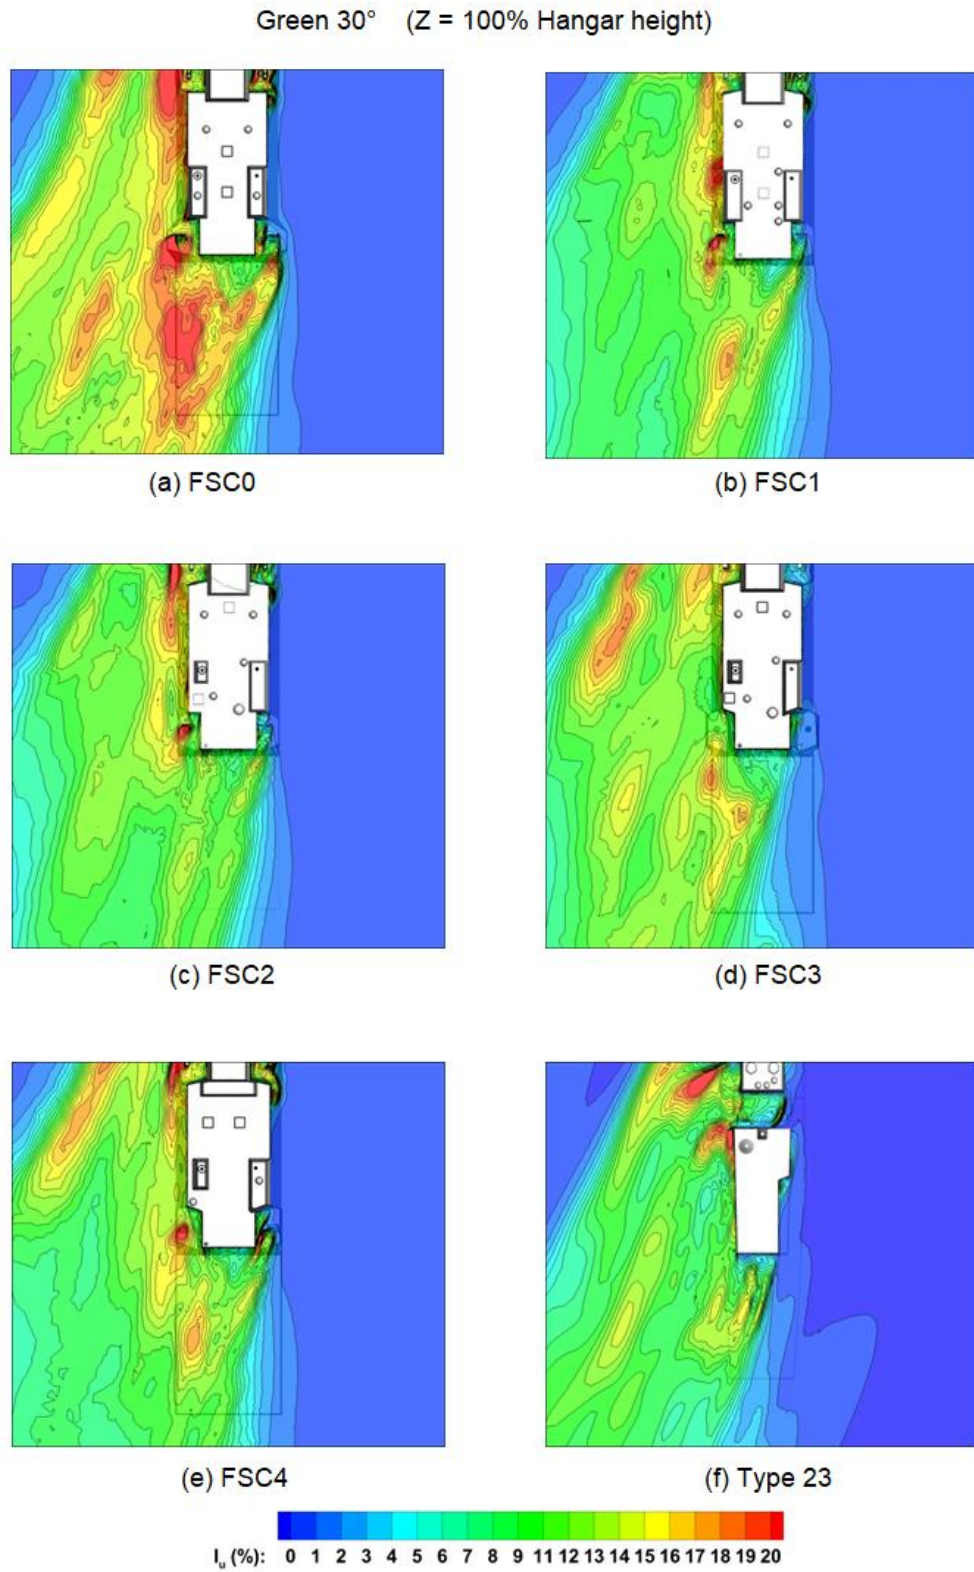 Green 30° (Z = 100% Hangar height)
(a) FSC0
(b) FSC1
(c) FSC2
(d) FSC3
(e) FSC4
(f) Type 23
Iu (%): 0 1 2 3 4 5 6 7 8 9 11 12 13 14 15 16 17 18 19 20